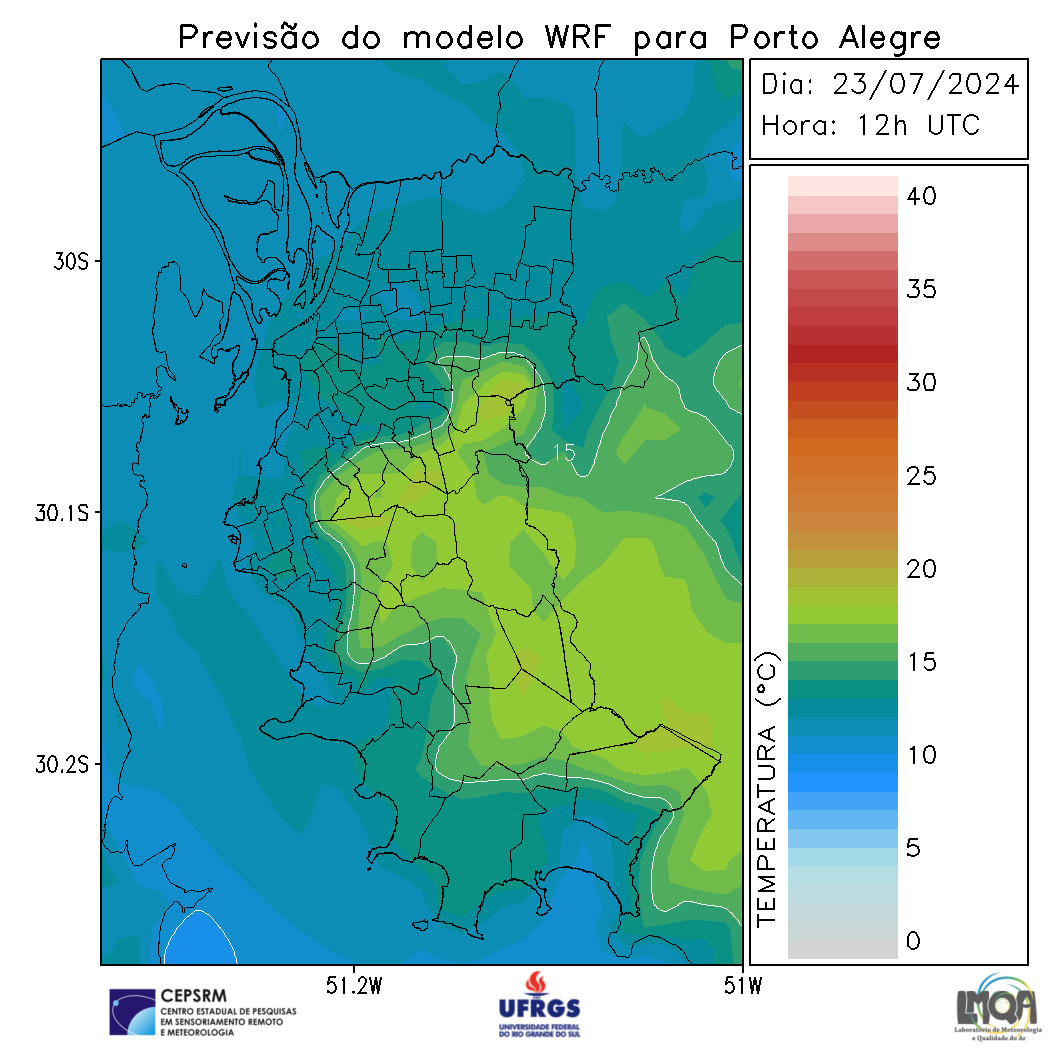 Previsão do modelo WRF para Porto Alegre
Dia: 23/07/2024
Hora: 12h UTC
40
35
30
25
20
15
10
5
0
TEMPERATURA (°C)
30S
30.1S
30.2S
15
51.2W
51W
CEPSRM
CENTRO ESTADUAL DE PESQUISAS
EM SENSORIAMENTO REMOTO
E METEOROLOGIA
UFRGS
UNIVERSIDADE FEDERAL
DO RIO GRANDE DO SUL
LMQA
Laboratório de Meteorologia
e Qualidade do Ar